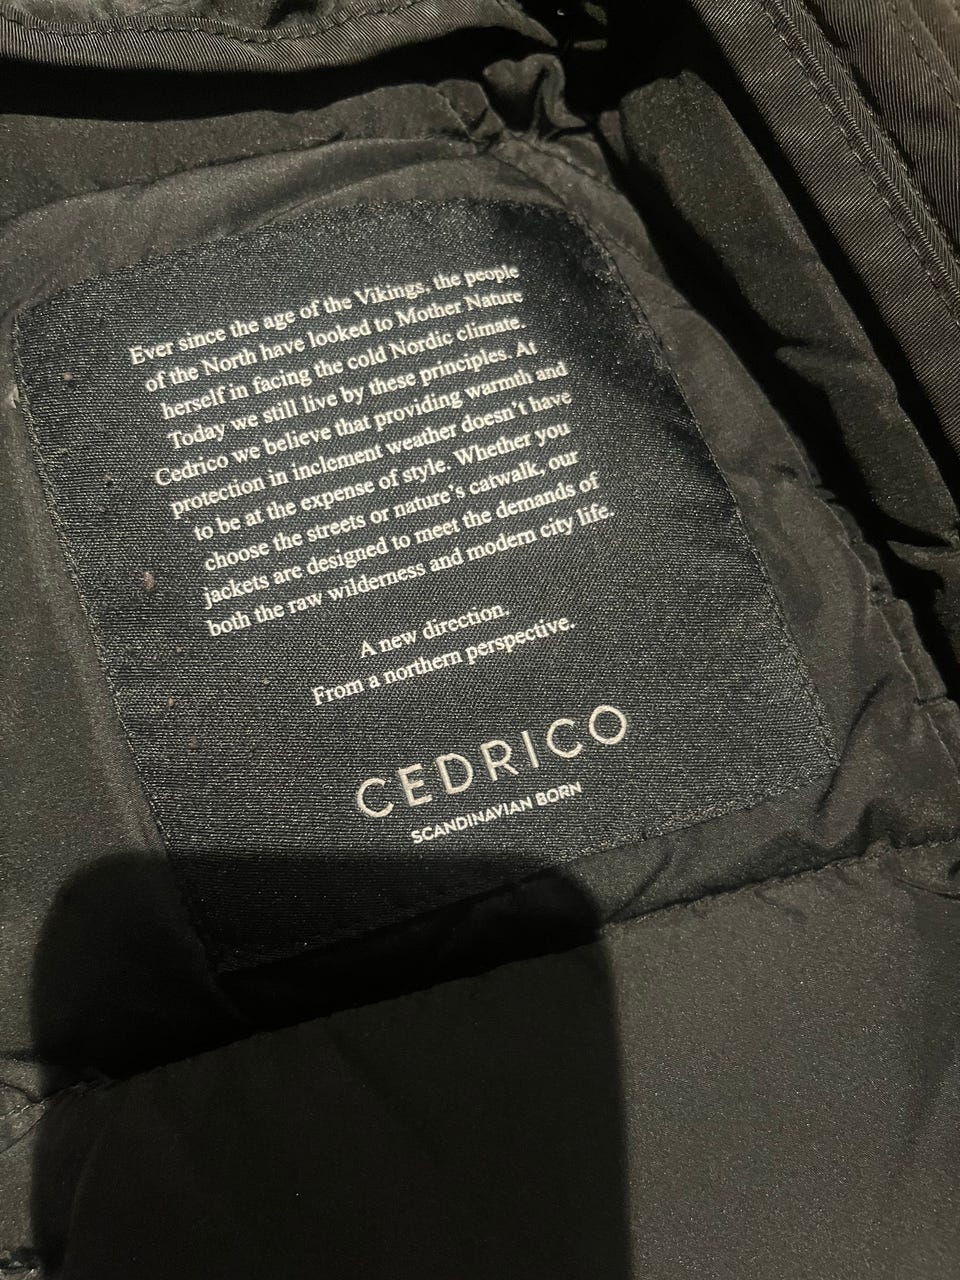 Ever since the age of the Vikings, the people
of the North have looked to Mother Nature
herself in facing the cold Nordic climate.
Today we still live by these principles. At
Cedrico we believe that providing warmth and
protection in inclement weather doesn't have
to be at the expense of style. Whether you
choose the streets or nature's catwalk, our
jackets are designed to meet the demands of
both the raw wilderness and modern city life.
A new direction.
From a northern perspective.
CEDRICO
SCANDINAVIAN BORN